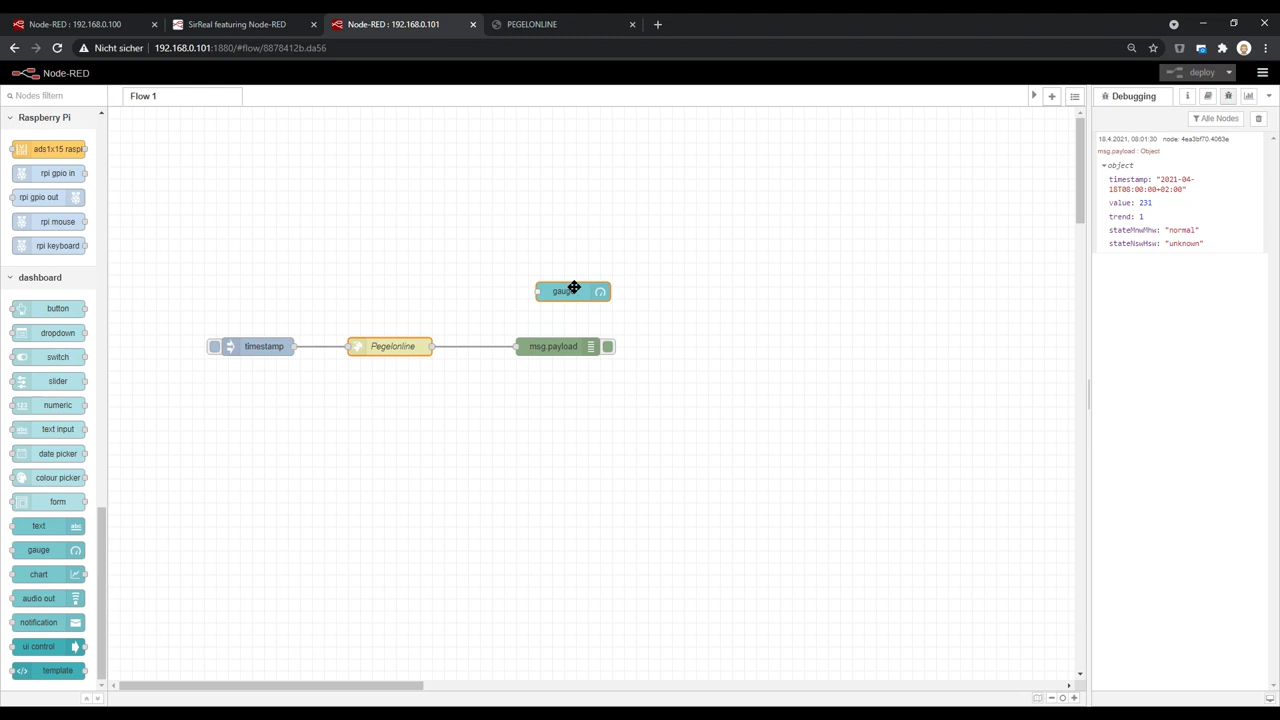 Node-RED : 192.168.0.100
SirReal featuring Node-RED
Node-RED : 192.168.0.101
PEGELONLINE
Nicht sicher
192.168.0.101:1880/#flow/8878412b.da56
Node-RED
deploy
Nodes filtern
Flow 1
Debugging
Alle Nodes
Raspberry Pi
ads1x15 raspi
rpi gpio in
rpi gpio out
rpi mouse
rpi keyboard
dashboard
button
dropdown
switch
slider
numeric
text input
date picker
colour picker
form
text
gauge
chart
audio out
notification
ui control
template
gauge
timestamp
Pegelonline
msg.payload
18.4.2021, 08:01:30 node: 4ea3bf70.4063e
msg.payload : Object
object
timestamp: "2021-04-
18T08:00:00+02:00"
value: 231
trend: 1
stateMnwMhw: "normal"
stateNswHsw: "unknown"